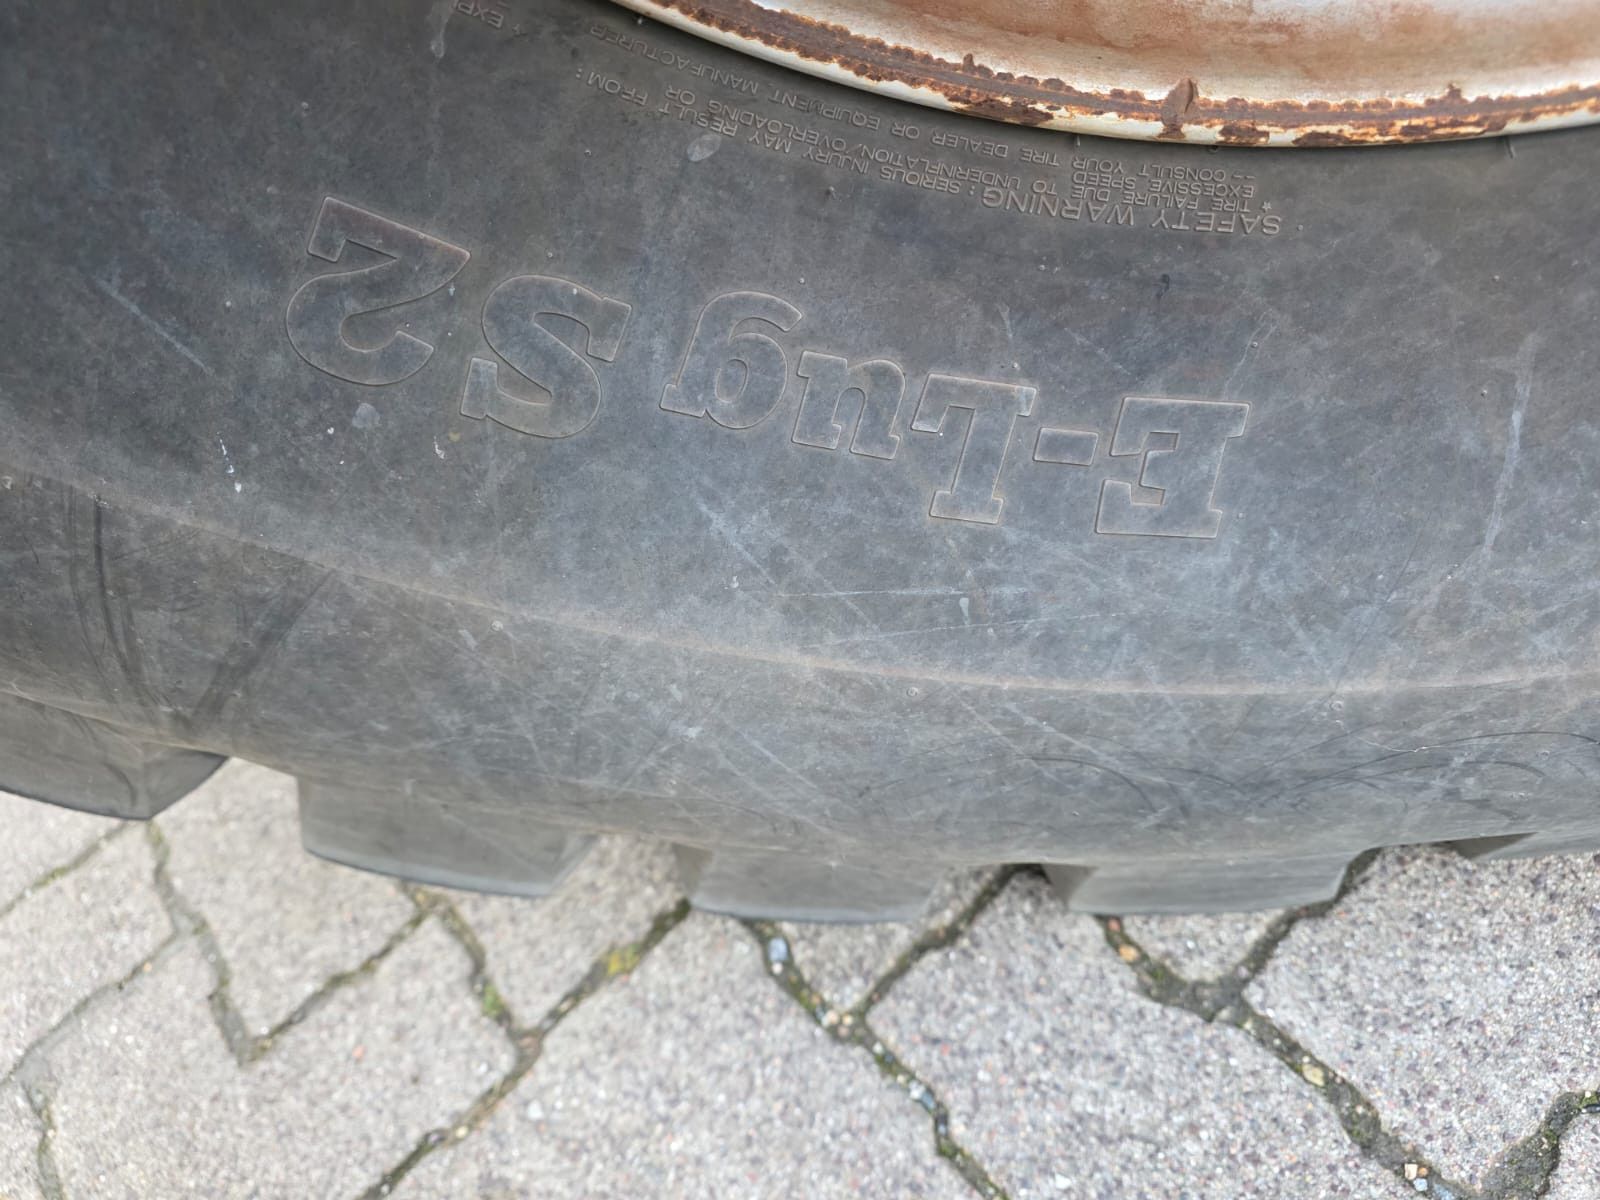 SAFETY WARNING: SERIOUS INJURY MAY RESULT FROM:
* TIRE FAILURE DUE TO UNDERINFLATION/OVERLOADING OR
EXCESSIVE SPEED
-- CONSULT YOUR TIRE DEALER OR EQUIPMENT MANUFACTURER
* EXPL
E-Lug S2